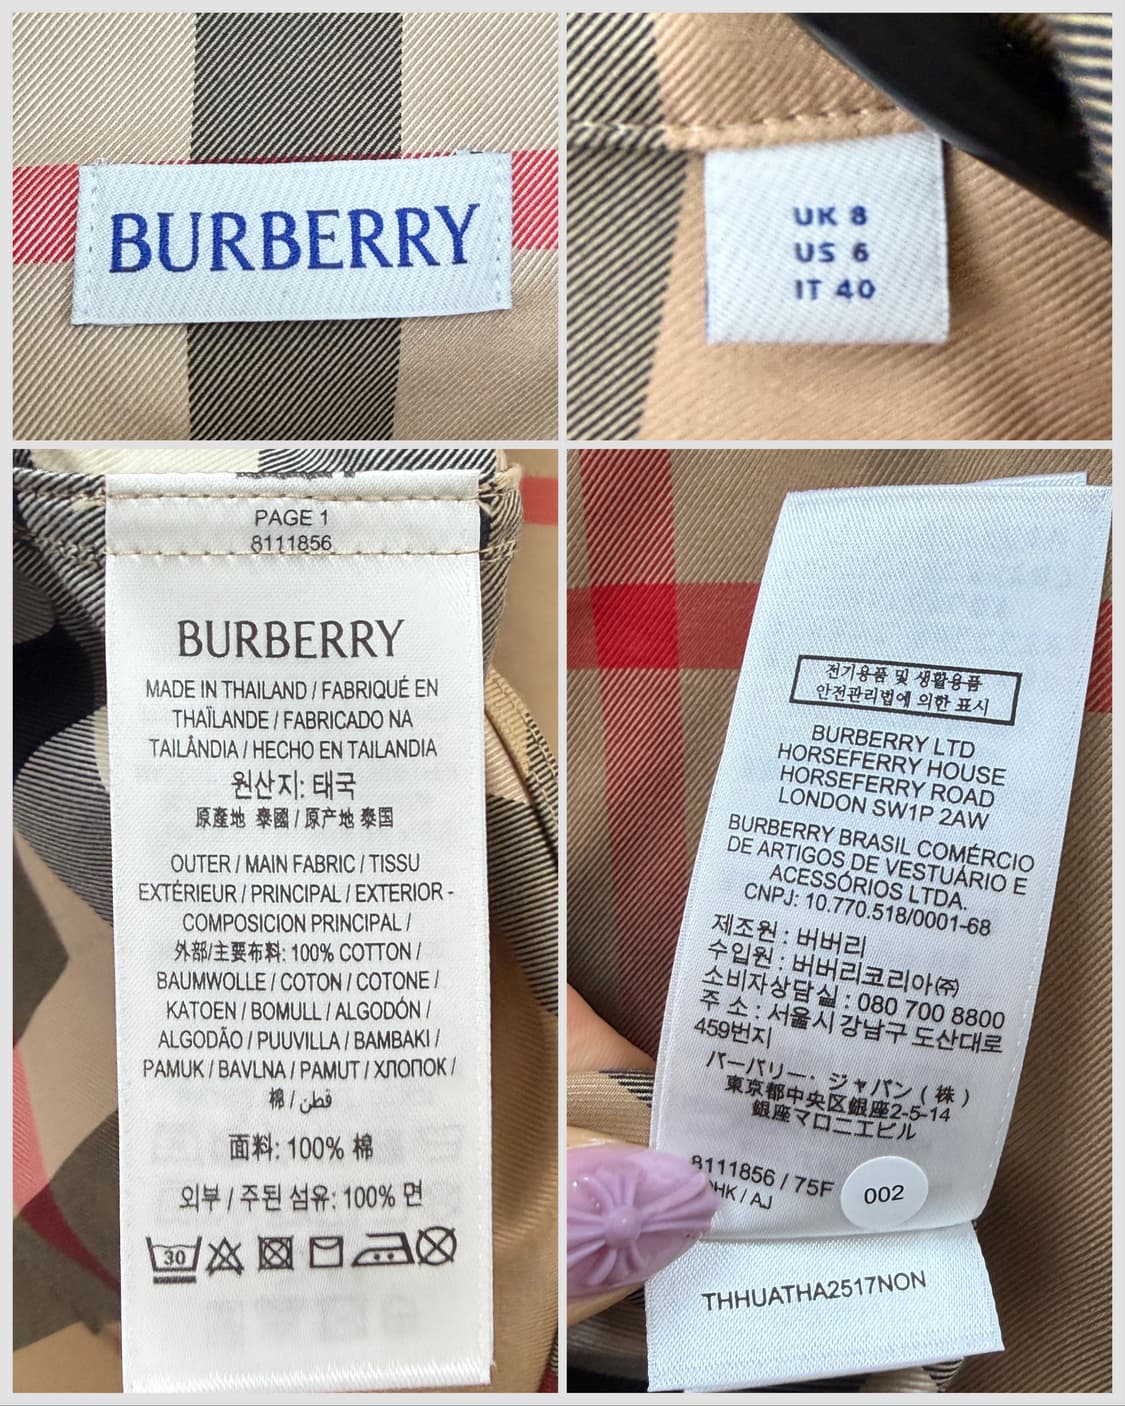 BURBERRY
UK 8
US 6
IT 40
PAGE 1
8111856
BURBERRY
MADE IN THAILAND / FABRIQUÉ EN
THAÏLANDE / FABRICADO NA
TAILÂNDIA / HECHO EN TAILANDIA
원산지: 태국
原產地 泰國 / 原产地 泰国
OUTER / MAIN FABRIC / TISSU
EXTÉRIEUR / PRINCIPAL / EXTERIOR -
COMPOSICION PRINCIPAL /
外部/主要布料: 100% COTTON /
BAUMWOLLE / COTON / COTONE /
KATOEN / BOMULL / ALGODÓN /
ALGODÃO / PUUVILLA / BAMBAKI /
PAMUK / BAVLNA / PAMUT / ХЛОПОК /
棉 / قطن
面料: 100% 棉
외부 / 주된 섬유: 100% 면
30
전기용품 및 생활용품
안전관리법에 의한 표시
BURBERRY LTD
HORSEFERRY HOUSE
HORSEFERRY ROAD
LONDON SW1P 2AW
BURBERRY BRASIL COMÉRCIO
DE ARTIGOS DE VESTUÁRIO E
ACESSÓRIOS LTDA.
CNPJ: 10.770.518/0001-68
제조원 : 버버리
수입원 : 버버리코리아㈜
소비자상담실 : 080 700 8800
주 소 : 서울시 강남구 도산대로
459번지
バーバリー・ジャパン ( 株 )
東京都中央区銀座2-5-14
銀座マロニエビル
8111856 / 75F
HK / AJ
002
THHUATHA2517NON